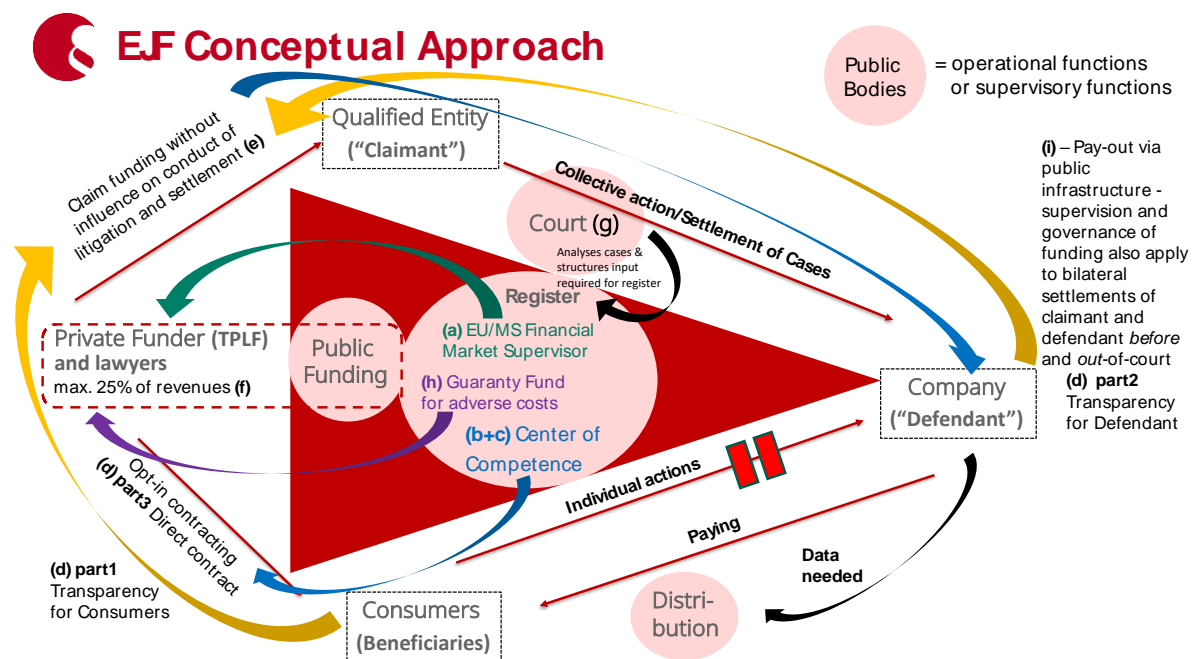 EJF Conceptual Approach
Public
Bodies
= operational functions
or supervisory functions
Qualified Entity
(“Claimant”)
Claim funding without
influence on conduct of
litigation and settlement (e)
Collective action/Settlement of Cases
Court (g)
Analyses cases &
structures input
required for register
(i) – Pay-out via
public
infrastructure -
supervision and
governance of
funding also apply
to bilateral
settlements of
claimant and
defendant before
and out-of-court
(d) part2
Transparency
for Defendant
Register
(a) EU/MS Financial
Market Supervisor
(h) Guaranty Fund
for adverse costs
(b+c) Center of
Competence
Private Funder (TPLF)
and lawyers
max. 25% of revenues (f)
Public
Funding
Company
(“Defendant”)
Opt-in contracting
(d) part3 Direct contract
Individual actions
Paying
Data
needed
(d) part1
Transparency
for Consumers
Consumers
(Beneficiaries)
Distri-
bution